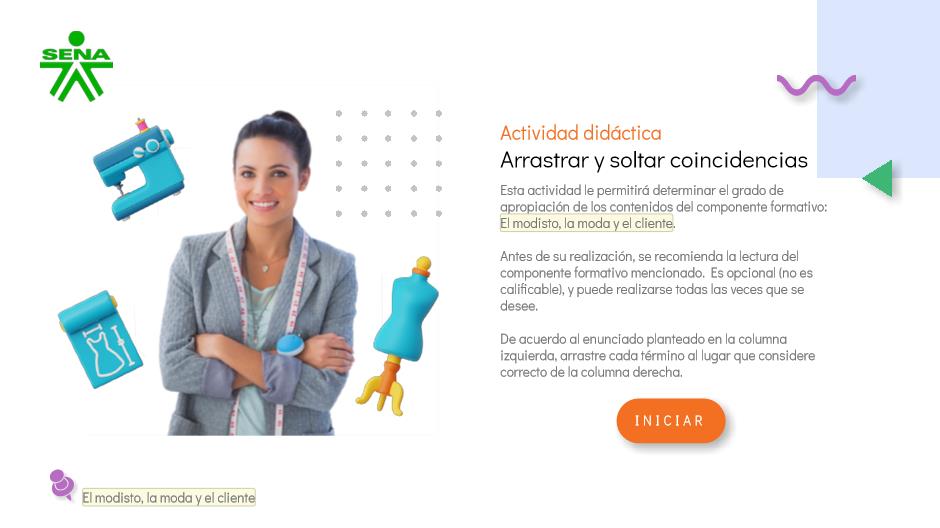 SENA
Actividad didáctica
Arrastrar y soltar coincidencias
Esta actividad le permitirá determinar el grado de
apropiación de los contenidos del componente formativo:
El modisto, la moda y el cliente.
Antes de su realización, se recomienda la lectura del
componente formativo mencionado.  Es opcional (no es
calificable), y puede realizarse todas las veces que se
desee.
De acuerdo al enunciado planteado en la columna
izquierda, arrastre cada término al lugar que considere
correcto de la columna derecha.
INICIAR
El modisto, la moda y el cliente